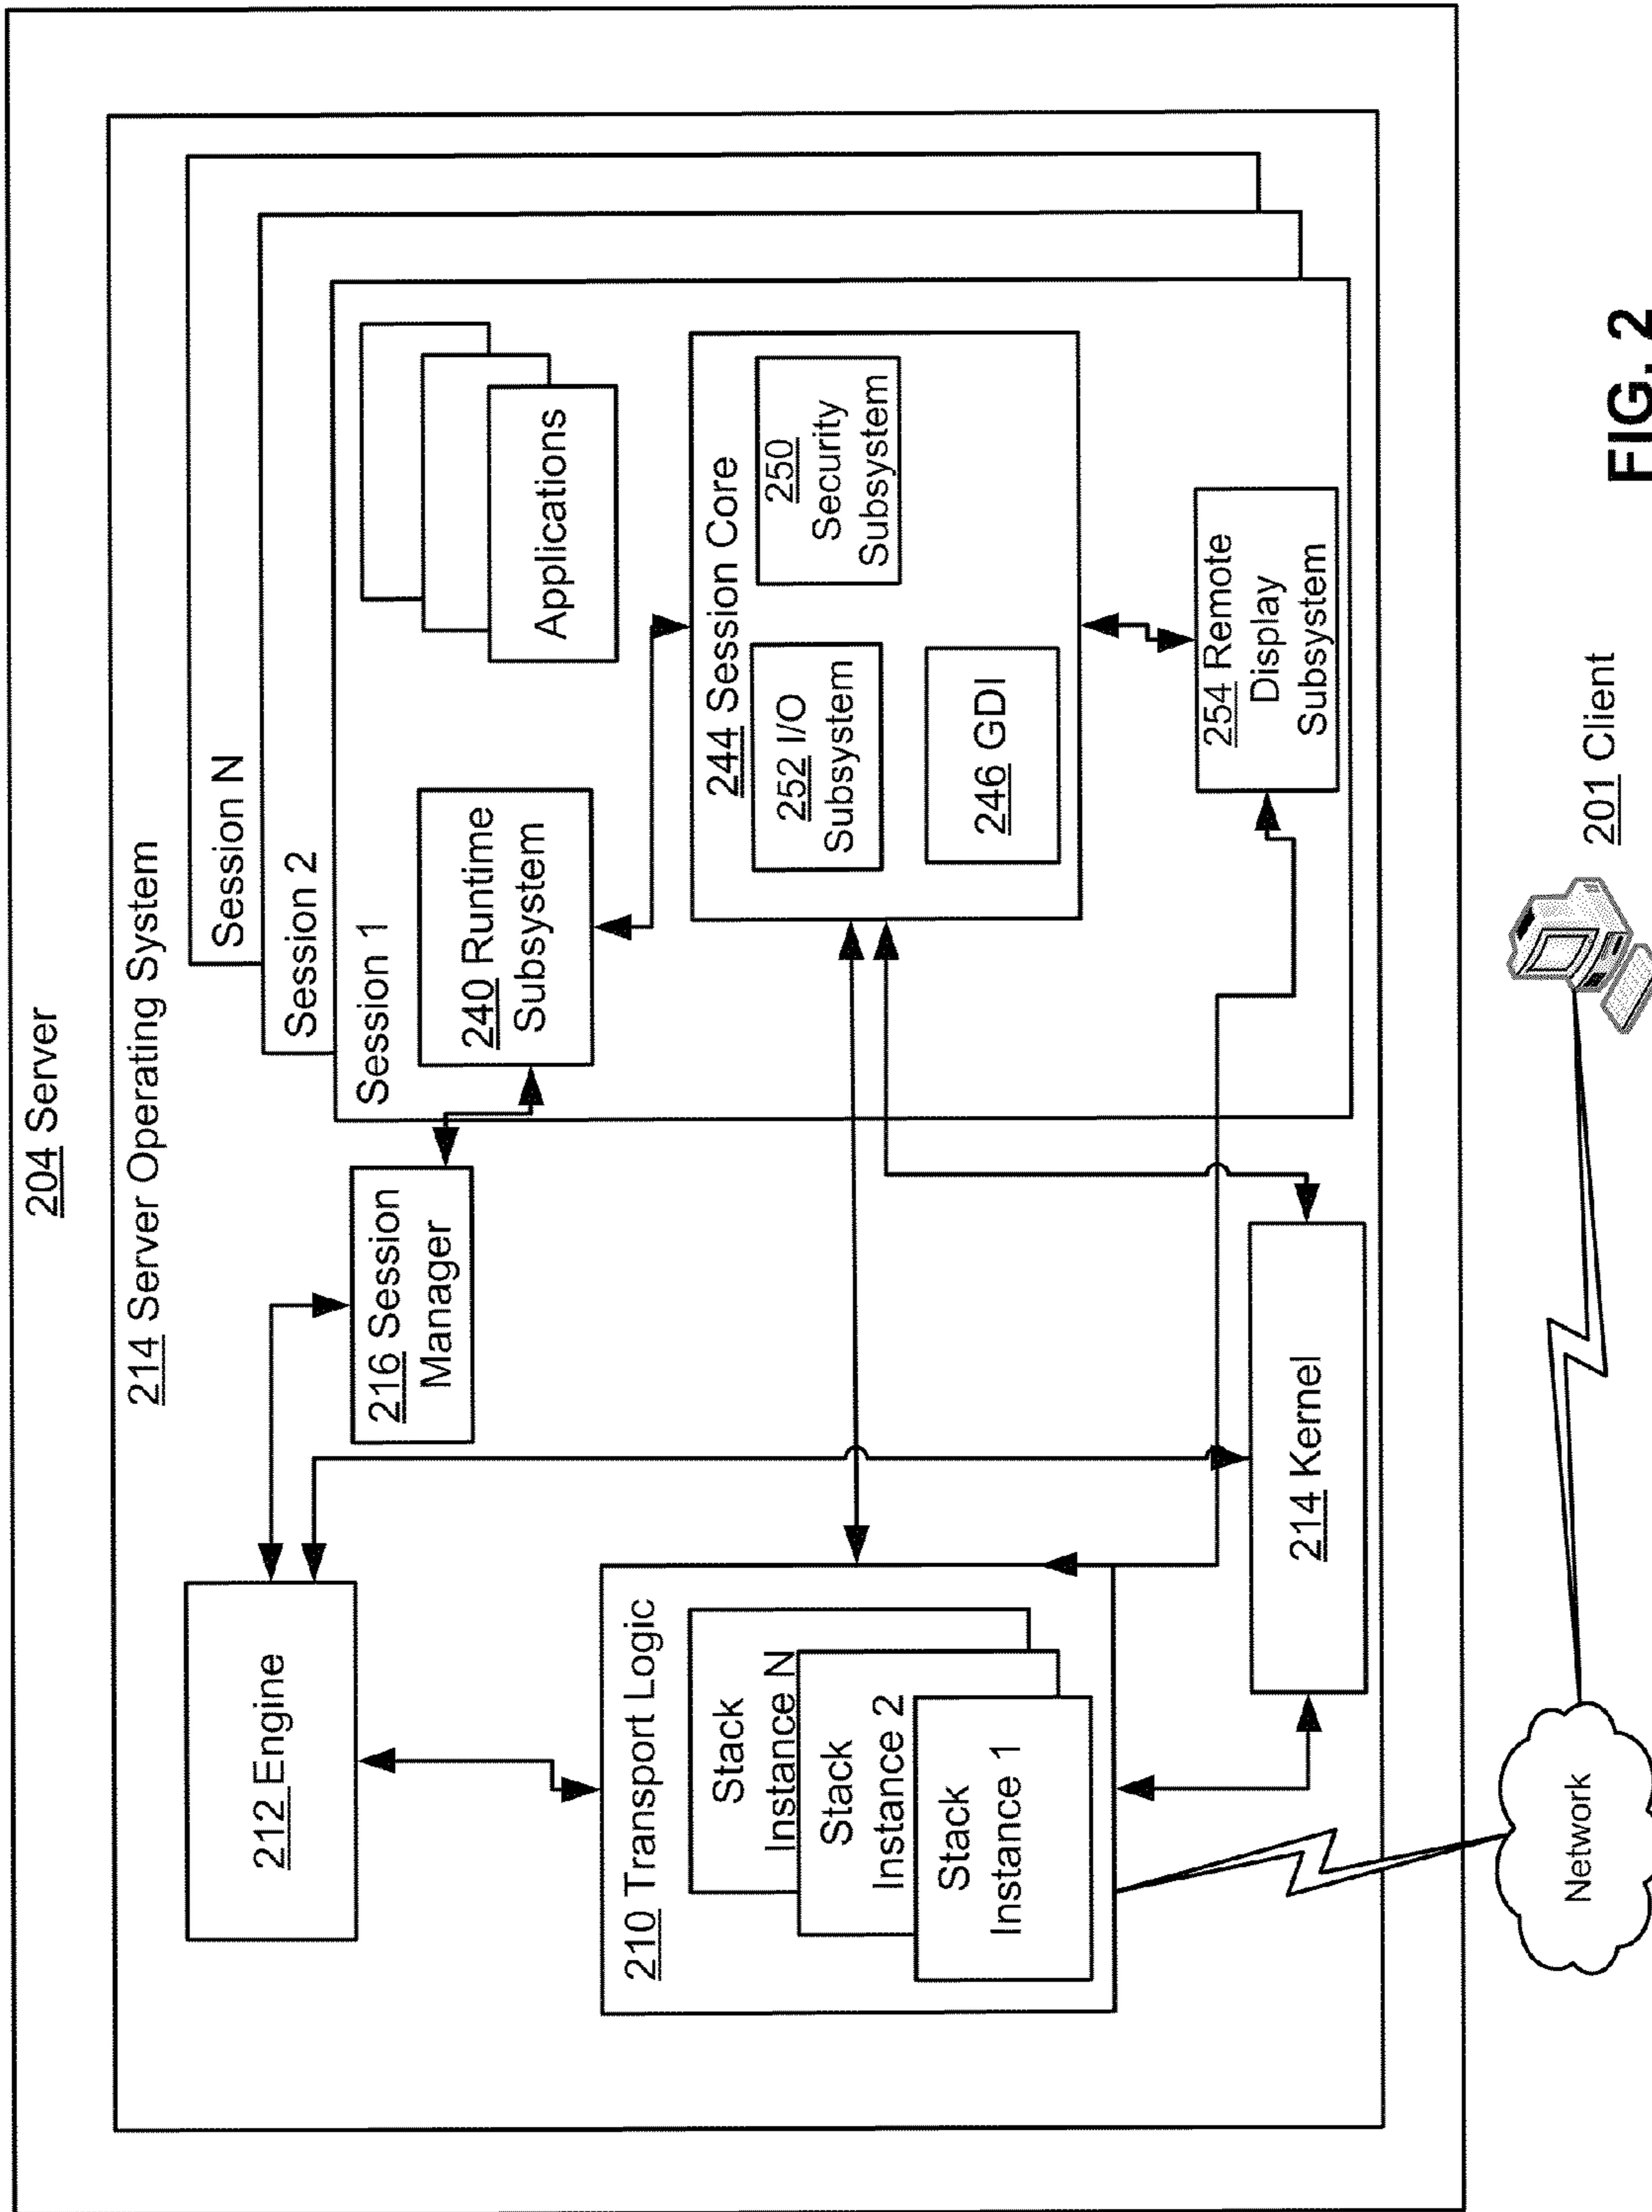 204 Server
214 Server Operating System
212 Engine
216 Session
Manager
Session N
Session 2
Session 1
240 Runtime
Subsystem
Applications
210 Transport Logic
Stack
Instance N
Stack
Instance 2
Stack
Instance 1
244 Session Core
252 I/O
Subsystem
250
Security
Subsystem
246 GDI
214 Kernel
254 Remote
Display
Subsystem
Network
201 Client
FIG. 2